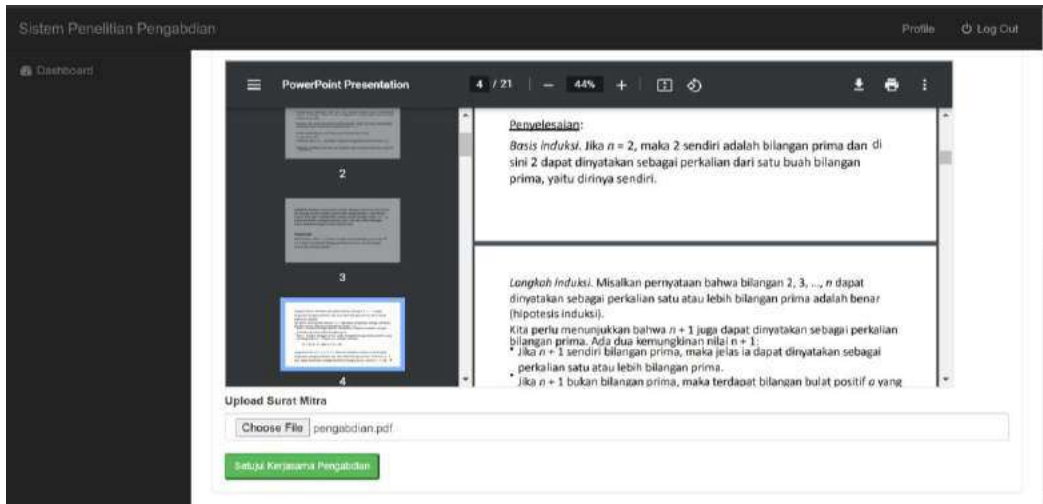 Sistem Penelitian Pengabdian
Profile
Log Out
Dashboard
PowerPoint Presentation
4 / 21
44%
2
3
4
Penyelesaian:
Basis induksi. Jika n = 2, maka 2 sendiri adalah bilangan prima dan di
sini 2 dapat dinyatakan sebagai perkalian dari satu buah bilangan
prima, yaitu dirinya sendiri.
Langkah induksi. Misalkan pernyataan bahwa bilangan 2, 3, ..., n dapat
dinyatakan sebagai perkalian satu atau lebih bilangan prima adalah benar
(hipotesis induksi).
Kita perlu menunjukkan bahwa n + 1 juga dapat dinyatakan sebagai perkalian
bilangan prima. Ada dua kemungkinan nilai n + 1:
• Jika n + 1 sendiri bilangan prima, maka jelas ia dapat dinyatakan sebagai
perkalian satu atau lebih bilangan prima.
• Jika n + 1 bukan bilangan prima, maka terdapat bilangan bulat positif a yang
Upload Surat Mitra
Choose File pengabdian.pdf
Setujui Kerjasama Pengabdian